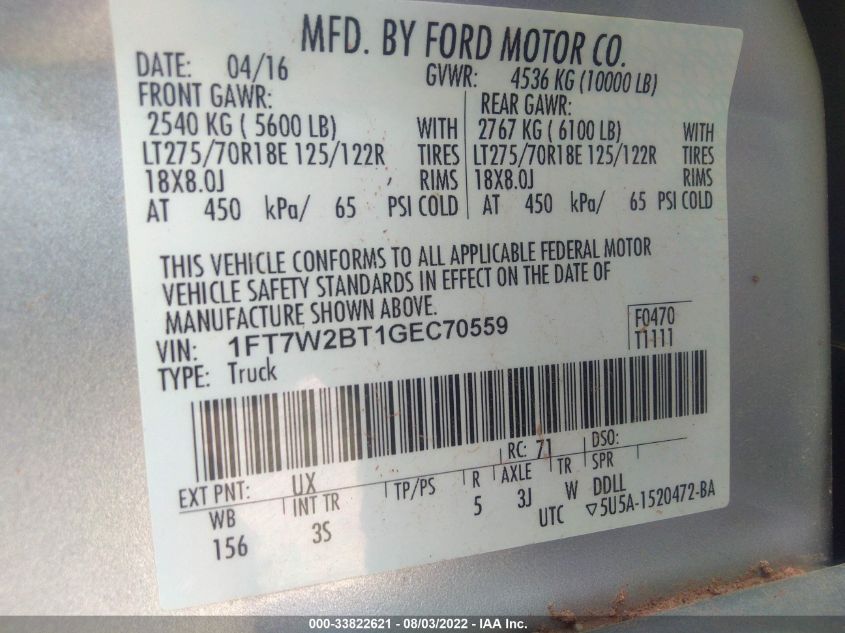 MFD. BY FORD MOTOR CO.
DATE: 04/16 GVWR: 4536 KG (10000 LB)
FRONT GAWR: REAR GAWR:
2540 KG ( 5600 LB) WITH 2767 KG ( 6100 LB) WITH
LT275/70R18E 125/122R TIRES LT275/70R18E 125/122R TIRES
18X8.0J RIMS 18X8.0J RIMS
AT 450 kPa/ 65 PSI COLD AT 450 kPa/ 65 PSI COLD
THIS VEHICLE CONFORMS TO ALL APPLICABLE FEDERAL MOTOR
VEHICLE SAFETY STANDARDS IN EFFECT ON THE DATE OF
MANUFACTURE SHOWN ABOVE.
VIN: 1FT7W2BT1GEC70559 F0470
TYPE: Truck T1111
EXT PNT: UX RC: 71 DSO:
WB INT TR TP/PS R AXLE TR SPR
156 3S 5 3J W DDLL
UTC ▽5U5A-1520472-BA
000-33822621 - 08/03/2022 - IAA Inc.